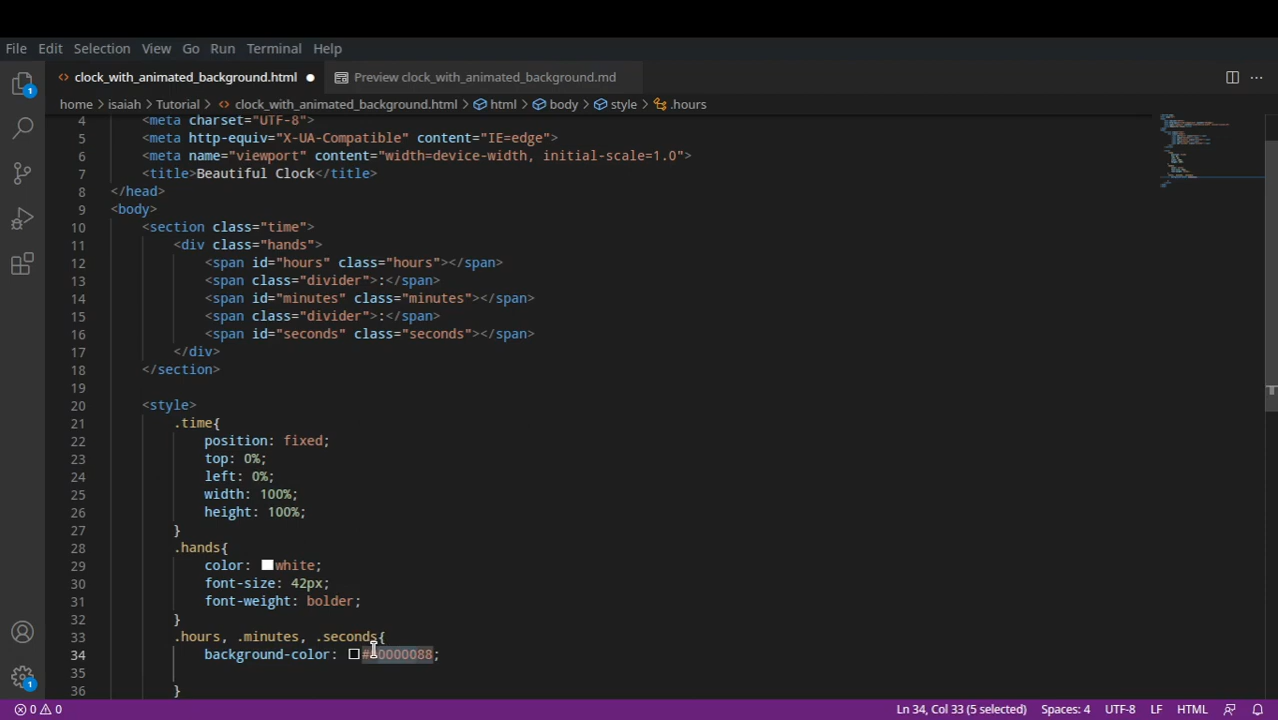 File Edit Selection View Go Run Terminal Help
clock_with_animated_background.html Preview clock_with_animated_background.md
home isaiah Tutorial clock_with_animated_background.html html body style .hours
4 <meta charset="UTF-8">
5 <meta http-equiv="X-UA-Compatible" content="IE=edge">
6 <meta name="viewport" content="width=device-width, initial-scale=1.0">
7 <title>Beautiful Clock</title>
8 </head>
9 <body>
10 <section class="time">
11 <div class="hands">
12 <span id="hours" class="hours"></span>
13 <span class="divider">:</span>
14 <span id="minutes" class="minutes"></span>
15 <span class="divider">:</span>
16 <span id="seconds" class="seconds"></span>
17 </div>
18 </section>
19
20 <style>
21 .time{
22 position: fixed;
23 top: 0%;
24 left: 0%;
25 width: 100%;
26 height: 100%;
27 }
28 .hands{
29 color: white;
30 font-size: 42px;
31 font-weight: bolder;
32 }
33 .hours, .minutes, .seconds{
34 background-color: #00000088;
35
36 }
1
1
0 0 Ln 34, Col 33 (5 selected) Spaces: 4 UTF-8 LF HTML